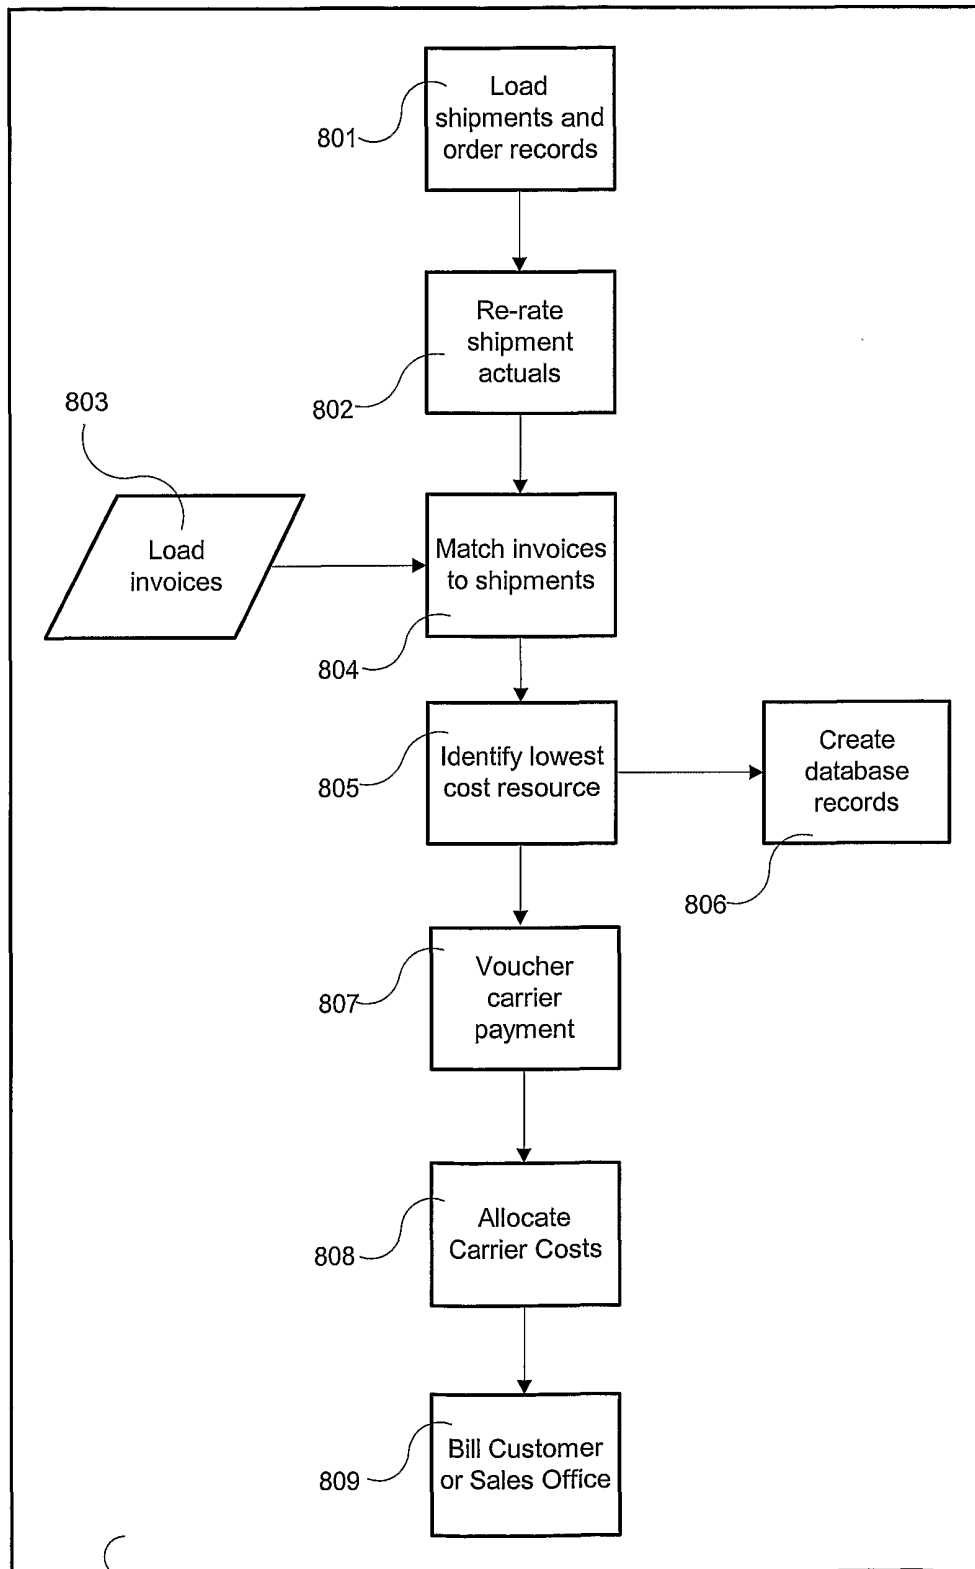 Load
shipments and
order records
801
Re-rate
shipment
actuals
802
803
Load
invoices
Match invoices
to shipments
804
Identify lowest
cost resource
805
Create
database
records
806
Voucher
carrier
payment
807
Allocate
Carrier Costs
808
Bill Customer
or Sales Office
809